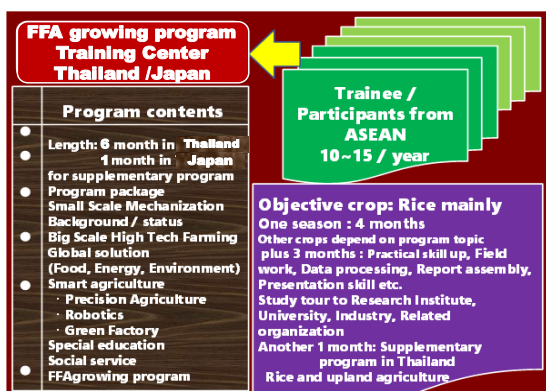 FFA growing program
Training Center
Thailand /Japan
Trainee /
Participants from
ASEAN
10~15 / year
Program contents
Length: 6 month in Thailand
1 month in Japan
for supplementary program
Program package
Small Scale Mechanization
Background / status
Big Scale High Tech Farming
Global solution
(Food, Energy, Environment)
Smart agriculture
・Precision Agriculture
・Robotics
・Green Factory
Special education
Social service
FFAgrowing program
Objective crop: Rice mainly
One season : 4 months
Other crops depend on program topic
plus 3 months : Practical skill up, Field
work, Data processing, Report assembly,
Presentation skill etc.
Study tour to Research Institute,
University, Industry, Related
organization
Another 1 month: Supplementary
program in Thailand
Rice and upland agriculture